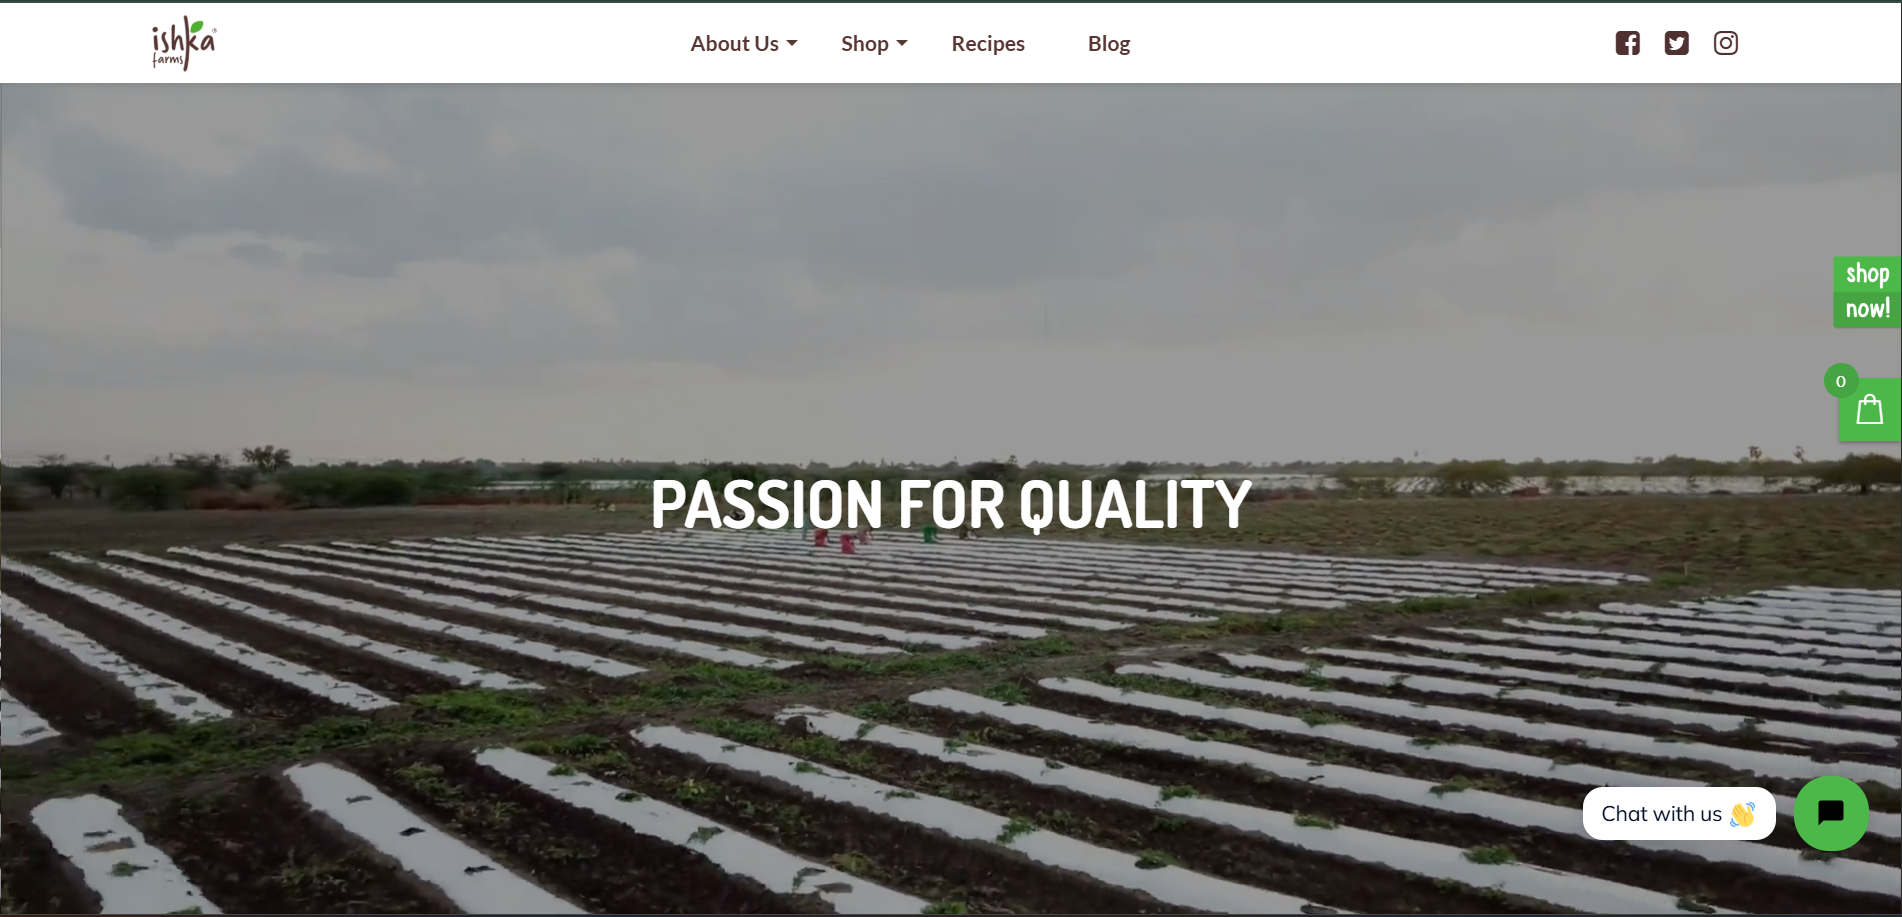 ishka
farms
About Us
Shop
Recipes
Blog
shop
now!
0
PASSION FOR QUALITY
Chat with us 👋